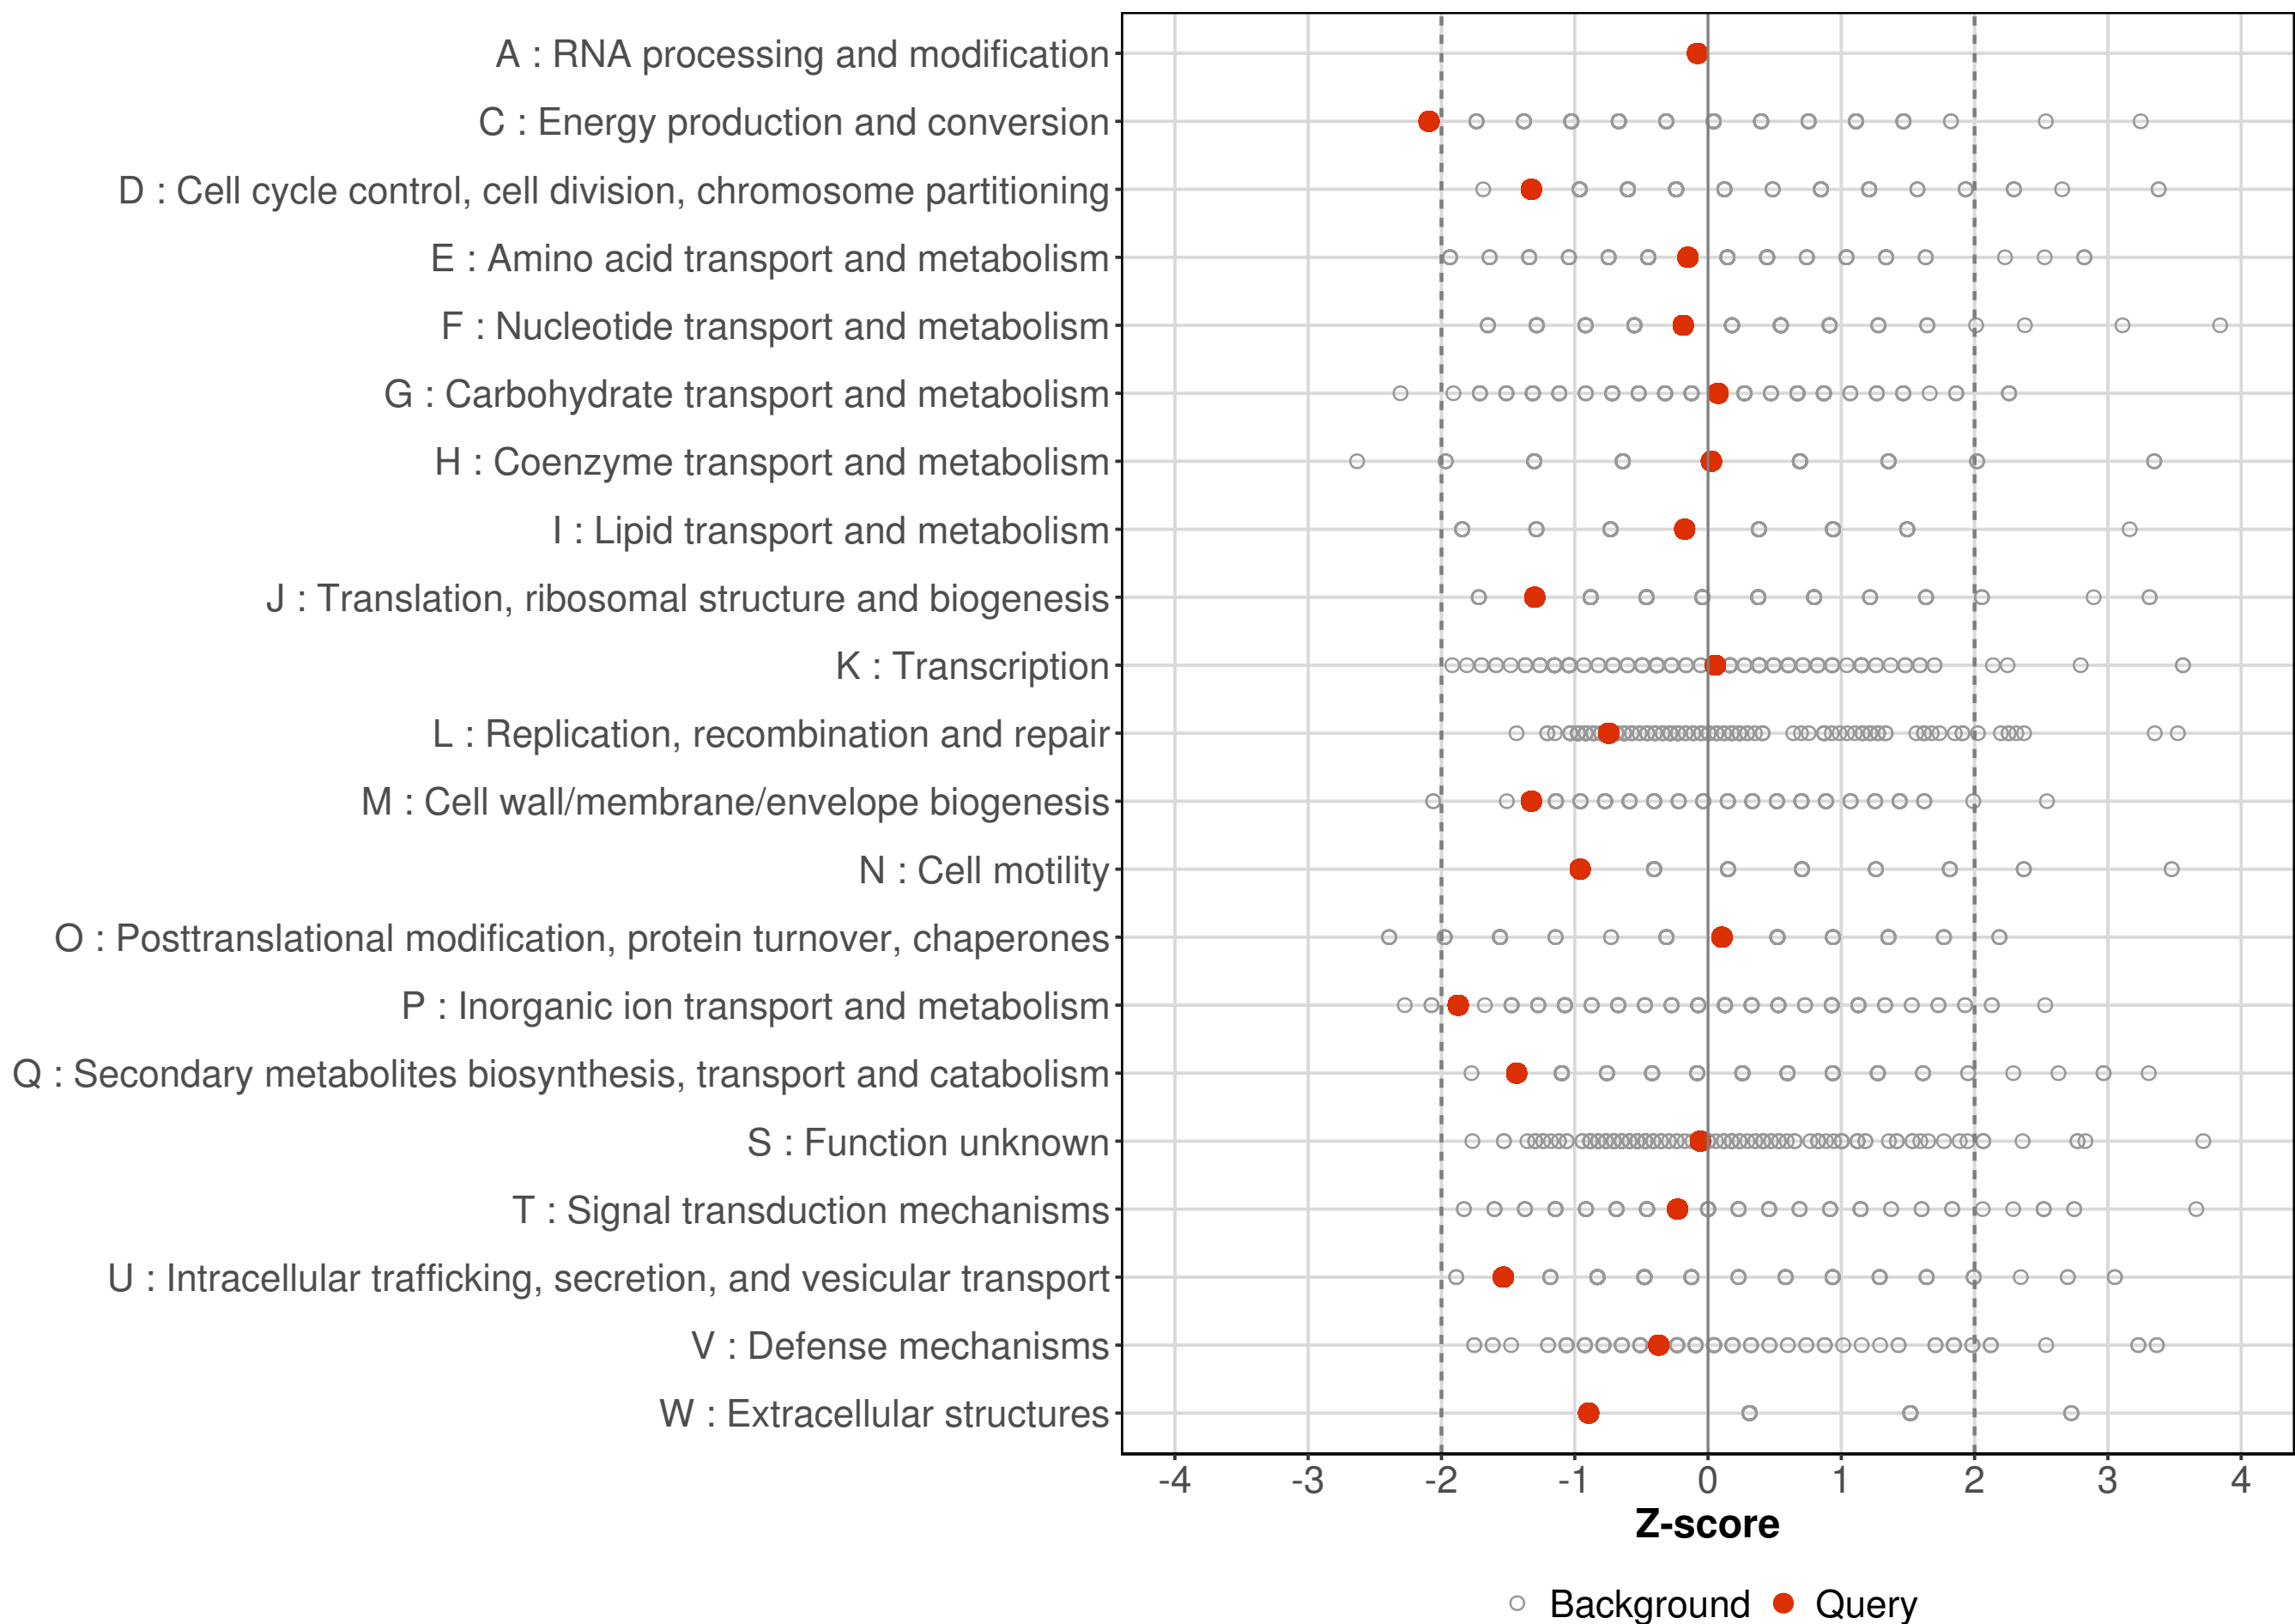 A : RNA processing and modification
C : Energy production and conversion
D : Cell cycle control, cell division, chromosome partitioning
E : Amino acid transport and metabolism
F : Nucleotide transport and metabolism
G : Carbohydrate transport and metabolism
H : Coenzyme transport and metabolism
I : Lipid transport and metabolism
J : Translation, ribosomal structure and biogenesis
K : Transcription
L : Replication, recombination and repair
M : Cell wall/membrane/envelope biogenesis
N : Cell motility
O : Posttranslational modification, protein turnover, chaperones
P : Inorganic ion transport and metabolism
Q : Secondary metabolites biosynthesis, transport and catabolism
S : Function unknown
T : Signal transduction mechanisms
U : Intracellular trafficking, secretion, and vesicular transport
V : Defense mechanisms
W : Extracellular structures
-4 -3 -2 -1 0 1 2 3 4
Z-score
Background Query